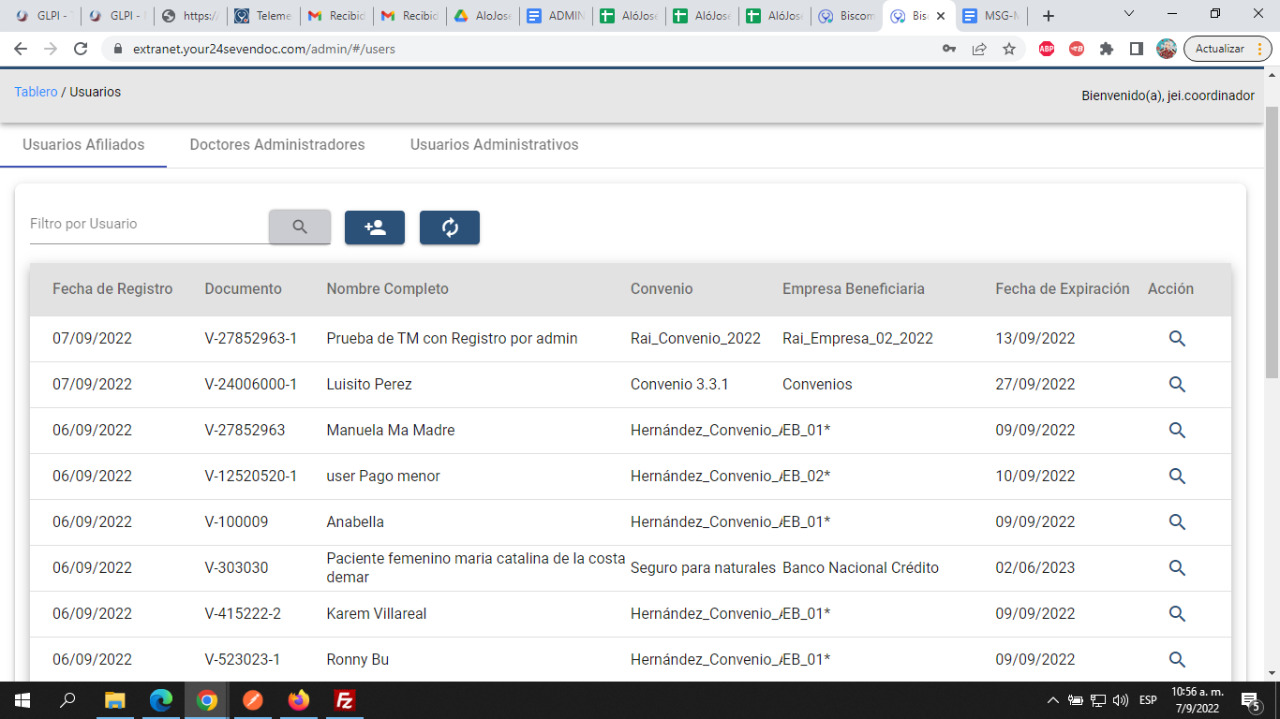 GLPI - T
GLPI - F
https:/
Teleme
Recibid
Recibid
AloJose
ADMIN
AlóJose
AlóJose
AlóJose
Biscom
Bis
MSG-M
extranet.your24sevendoc.com/admin/#/users
ABP
Actualizar
Tablero / Usuarios
Bienvenido(a), jei.coordinador
Usuarios Afiliados Doctores Administradores Usuarios Administrativos
Filtro por Usuario
Fecha de Registro Documento Nombre Completo Convenio Empresa Beneficiaria Fecha de Expiración Acción
07/09/2022 V-27852963-1 Prueba de TM con Registro por admin Rai_Convenio_2022 Rai_Empresa_02_2022 13/09/2022
07/09/2022 V-24006000-1 Luisito Perez Convenio 3.3.1 Convenios 27/09/2022
06/09/2022 V-27852963 Manuela Ma Madre Hernández_Convenio_ EB_01* 09/09/2022
06/09/2022 V-12520520-1 user Pago menor Hernández_Convenio_ EB_02* 10/09/2022
06/09/2022 V-100009 Anabella Hernández_Convenio_ EB_01* 09/09/2022
06/09/2022 V-303030 Paciente femenino maria catalina de la costa
demar Seguro para naturales Banco Nacional Crédito 02/06/2023
06/09/2022 V-415222-2 Karem Villareal Hernández_Convenio_ EB_01* 09/09/2022
06/09/2022 V-523023-1 Ronny Bu Hernández_Convenio_ EB_01* 09/09/2022
ESP
10:56 a. m.
7/9/2022
5